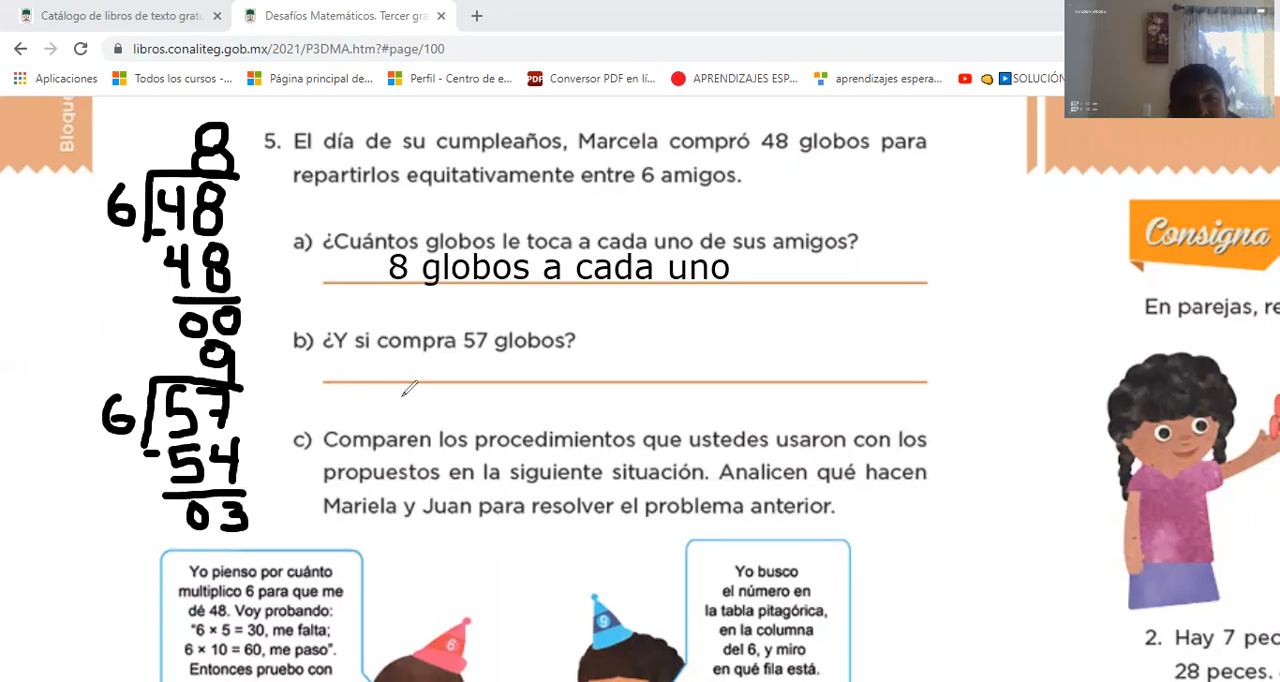 Catálogo de libros de texto gratu
Desafíos Matemáticos. Tercer gra
libros.conaliteg.gob.mx/2021/P3DMA.htm?#page/100
Aplicaciones
Todos los cursos -...
Página principal de...
Perfil - Centro de e...
PDF Conversor PDF en lí...
APRENDIZAJES ESP...
aprendizajes espera...
SOLUCIÓN
Bloque
8
6 48
- 48
00
9
6 57
- 54
03
5. El día de su cumpleaños, Marcela compró 48 globos para
repartirlos equitativamente entre 6 amigos.
a) ¿Cuántos globos le toca a cada uno de sus amigos?
8 globos a cada uno
b) ¿Y si compra 57 globos?
c) Comparen los procedimientos que ustedes usaron con los
propuestos en la siguiente situación. Analicen qué hacen
Mariela y Juan para resolver el problema anterior.
Yo pienso por cuánto
multiplico 6 para que me
dé 48. Voy probando:
"6 × 5 = 30, me falta;
6 × 10 = 60, me paso".
Entonces pruebo con
6
9
Yo busco
el número en
la tabla pitagórica,
en la columna
del 6, y miro
en qué fila está.
Consigna
En parejas, re
2. Hay 7 pec
28 peces.